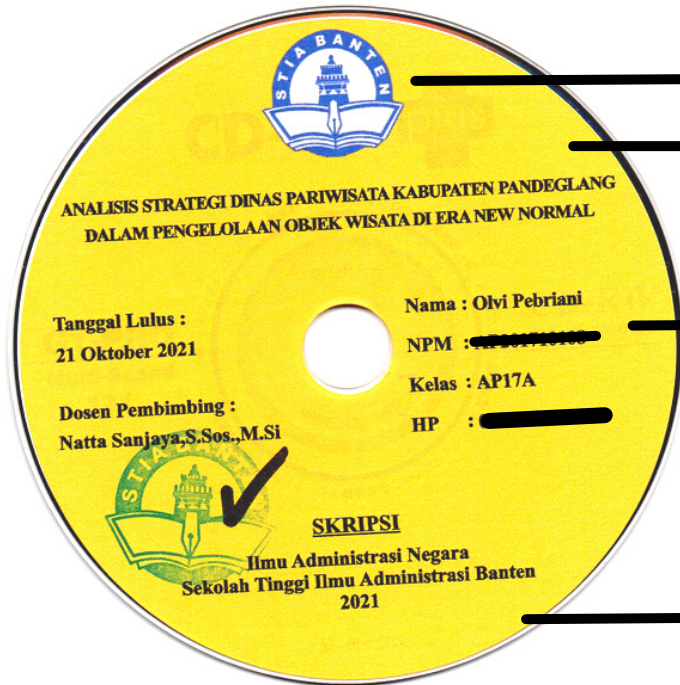 STIA BANTEN
ANALISIS STRATEGI DINAS PARIWISATA KABUPATEN PANDEGLANG
DALAM PENGELOLAAN OBJEK WISATA DI ERA NEW NORMAL
Tanggal Lulus :
21 Oktober 2021
Dosen Pembimbing :
Natta Sanjaya,S.Sos.,M.Si
Nama : Olvi Pebriani
NPM :
Kelas : AP17A
HP :
STIA BANT
SKRIPSI
Ilmu Administrasi Negara
Sekolah Tinggi Ilmu Administrasi Banten
2021